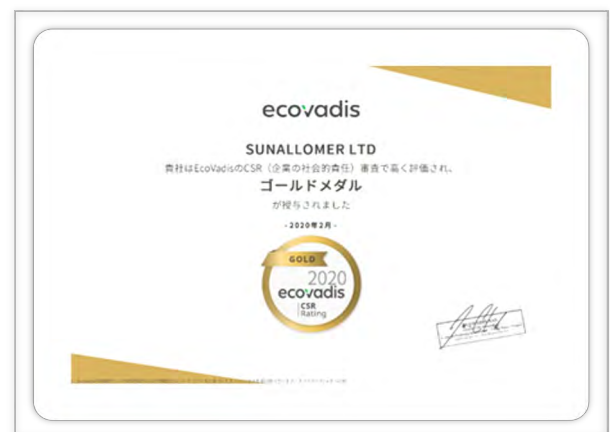 ecovadis
SUNALLOMER LTD
貴社はEcoVadisのCSR（企業の社会的責任）審査で高く評価され、
ゴールドメダル
が授与されました
- 2020年2月 -
GOLD
2020
ecovadis
CSR
Rating